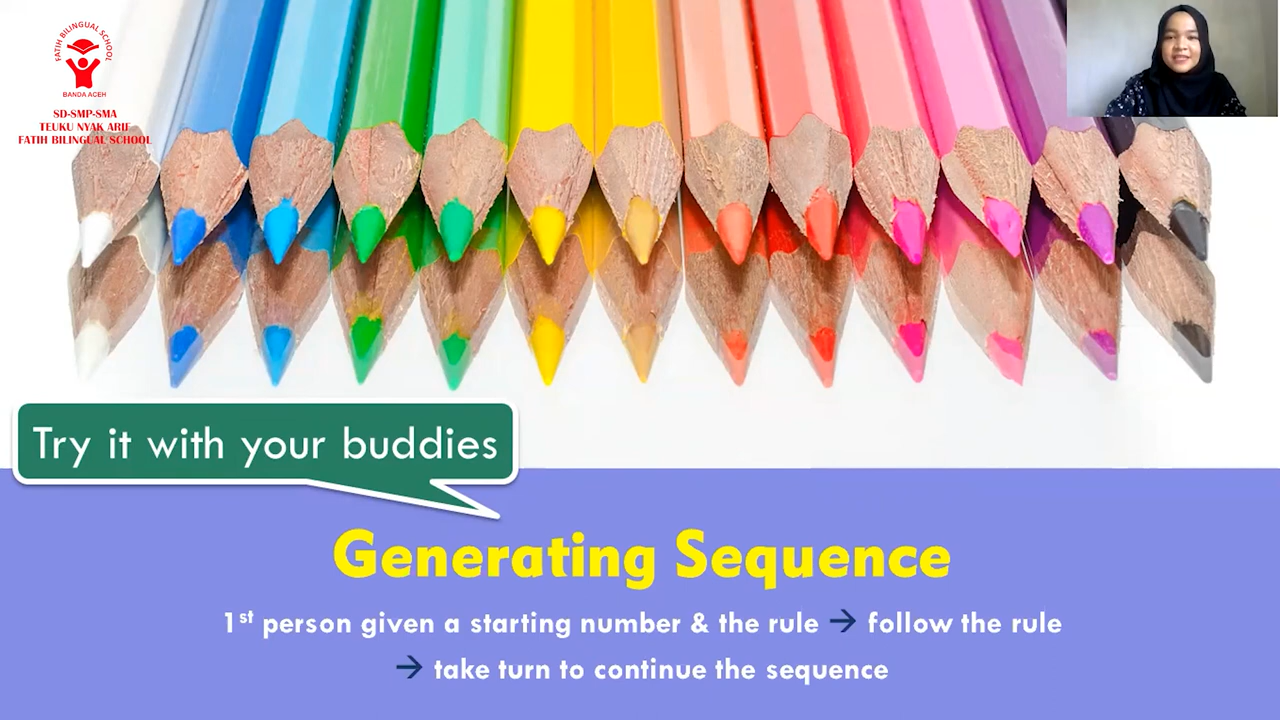 FATIH BILINGUAL SCHOOL
BANDA ACEH
SD-SMP-SMA
TEUKU NYAK ARIF
FATIH BILINGUAL SCHOOL
Try it with your buddies
Generating Sequence
1st person given a starting number & the rule → follow the rule
→ take turn to continue the sequence